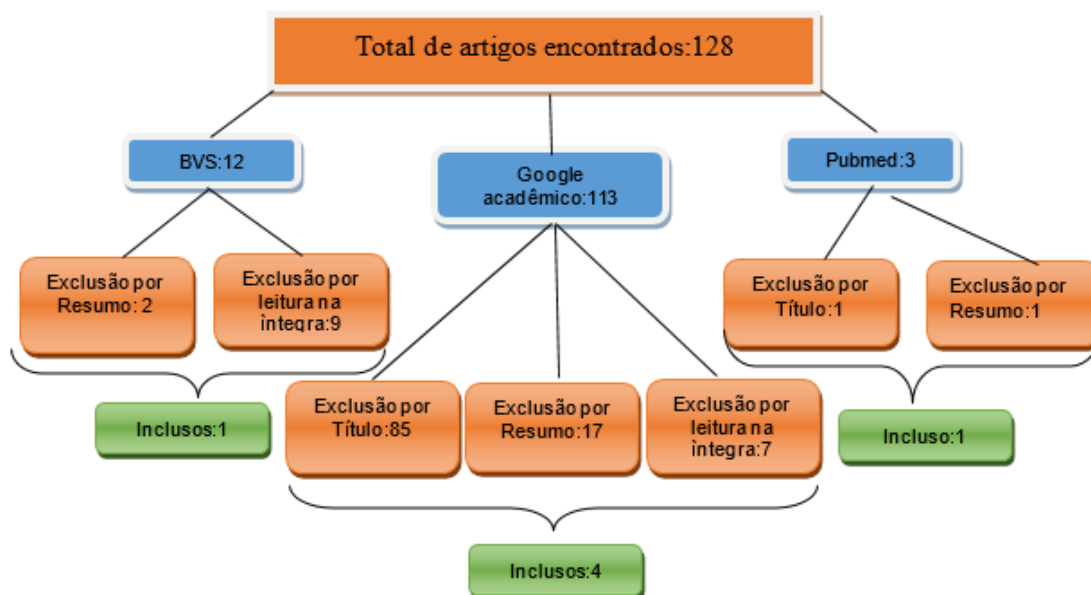 Total de artigos encontrados:128
BVS:12
Google
acadêmico:113
Pubmed:3
Exclusão por
Resumo: 2
Exclusão por
leitura na
ìntegra:9
Exclusão por
Título:1
Exclusão por
Resumo:1
Inclusos:1
Exclusão por
Título:85
Exclusão por
Resumo:17
Exclusão por
leitura na
ìntegra:7
Incluso:1
Inclusos:4